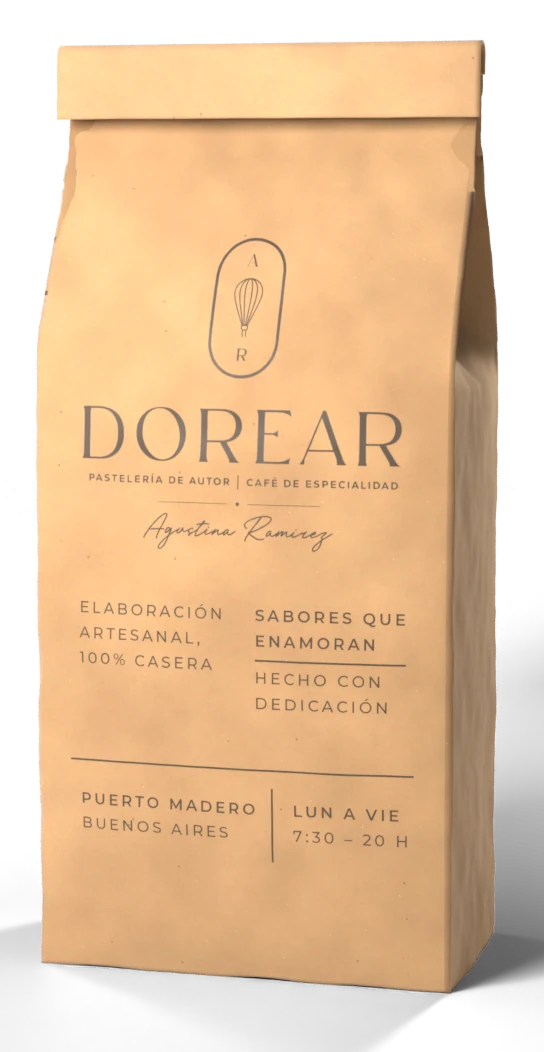 A
R
DOREAR
PASTELERÍA DE AUTOR | CAFÉ DE ESPECIALIDAD
Agustina Ramirez
ELABORACIÓN
ARTESANAL,
100% CASERA
SABORES QUE
ENAMORAN
HECHO CON
DEDICACIÓN
PUERTO MADERO
BUENOS AIRES
LUN A VIE
7:30 – 20 H